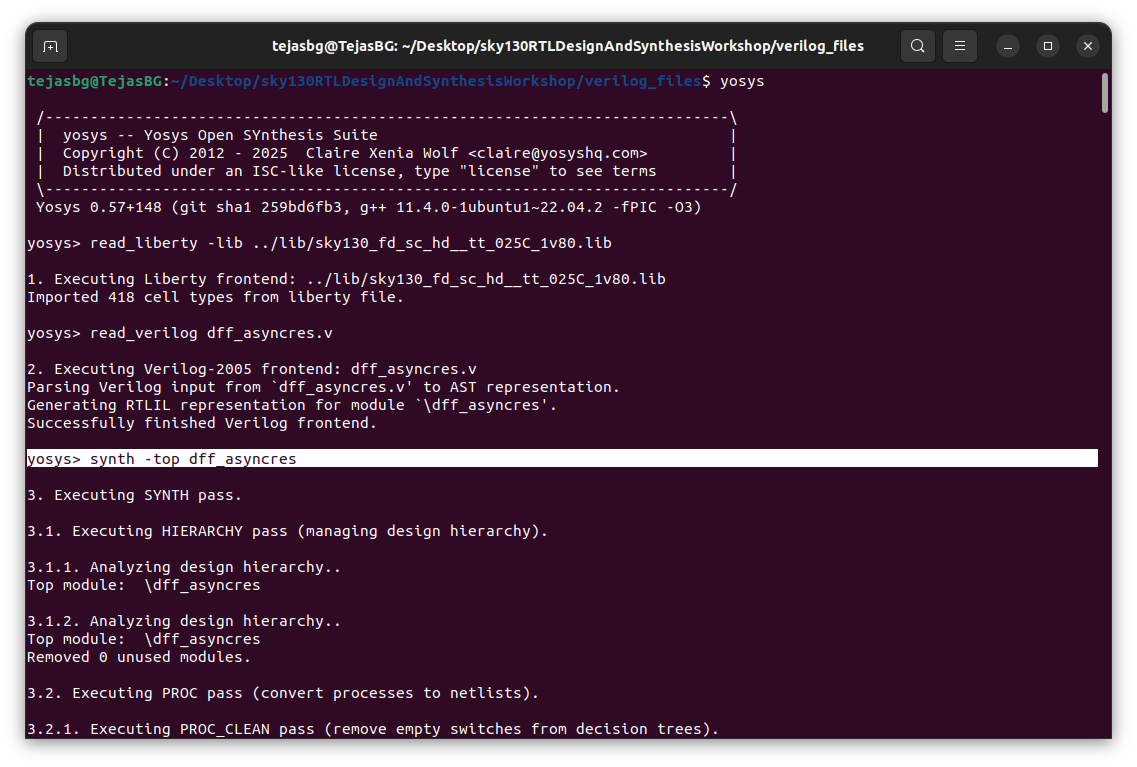 tejasbg@TejasBG: ~/Desktop/sky130RTLDesignAndSynthesisWorkshop/verilog_files
tejasbg@TejasBG:~/Desktop/sky130RTLDesignAndSynthesisWorkshop/verilog_files$ yosys
/----------------------------------------------------------------------------\
|  yosys -- Yosys Open SYnthesis Suite                                       |
|  Copyright (C) 2012 - 2025  Claire Xenia Wolf <claire@yosyshq.com>         |
|  Distributed under an ISC-like license, type "license" to see terms        |
\----------------------------------------------------------------------------/
Yosys 0.57+148 (git sha1 259bd6fb3, g++ 11.4.0-1ubuntu1~22.04.2 -fPIC -O3)
yosys> read_liberty -lib ../lib/sky130_fd_sc_hd__tt_025C_1v80.lib
1. Executing Liberty frontend: ../lib/sky130_fd_sc_hd__tt_025C_1v80.lib
Imported 418 cell types from liberty file.
yosys> read_verilog dff_asyncres.v
2. Executing Verilog-2005 frontend: dff_asyncres.v
Parsing Verilog input from `dff_asyncres.v' to AST representation.
Generating RTLIL representation for module `\dff_asyncres'.
Successfully finished Verilog frontend.
yosys> synth -top dff_asyncres
3. Executing SYNTH pass.
3.1. Executing HIERARCHY pass (managing design hierarchy).
3.1.1. Analyzing design hierarchy..
Top module:  \dff_asyncres
3.1.2. Analyzing design hierarchy..
Top module:  \dff_asyncres
Removed 0 unused modules.
3.2. Executing PROC pass (convert processes to netlists).
3.2.1. Executing PROC_CLEAN pass (remove empty switches from decision trees).